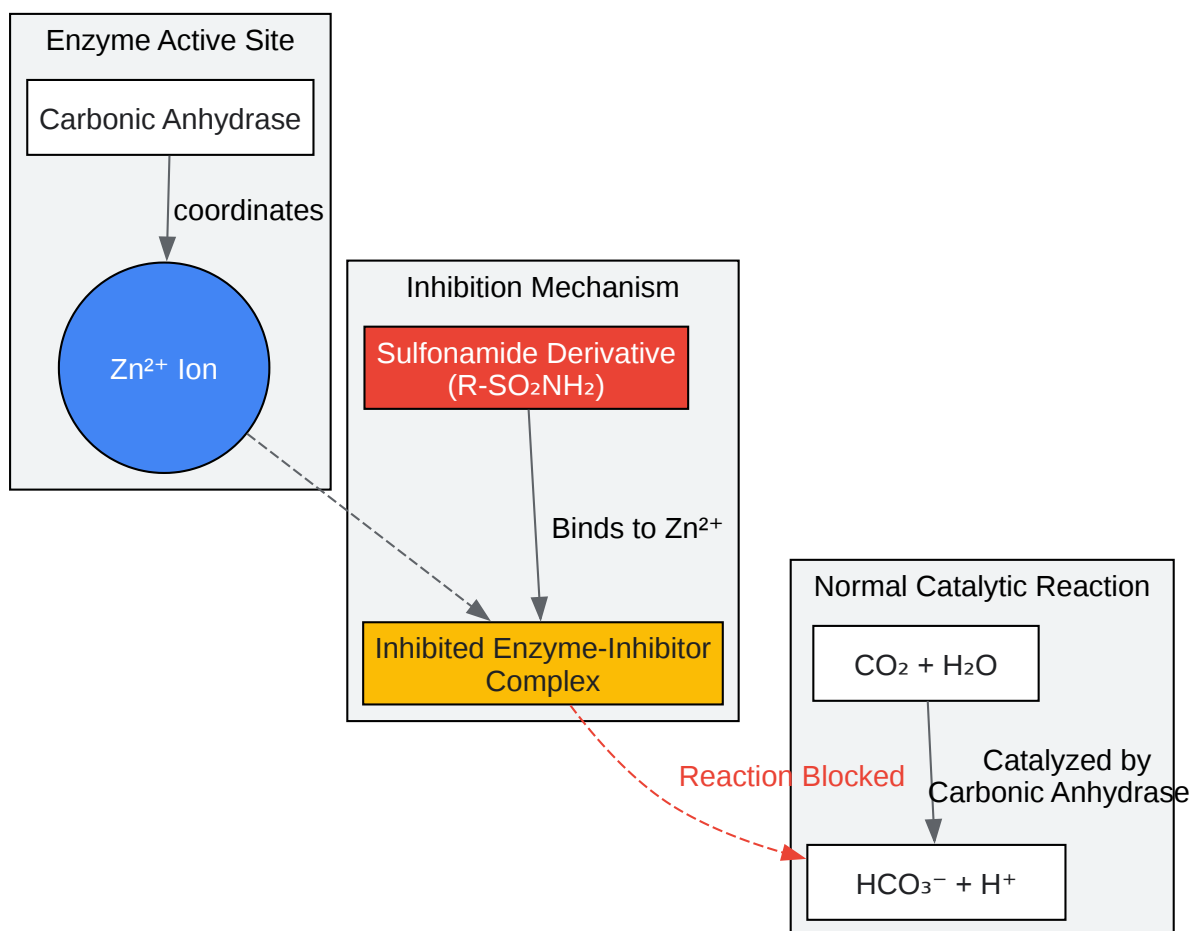 Enzyme Active Site
Carbonic Anhydrase
coordinates
Zn²⁺ Ion
Inhibition Mechanism
Sulfonamide Derivative
(R-SO₂NH₂)
Binds to Zn²⁺
Inhibited Enzyme-Inhibitor
Complex
Reaction Blocked
Normal Catalytic Reaction
CO₂ + H₂O
Catalyzed by
Carbonic Anhydrase
HCO₃⁻ + H⁺